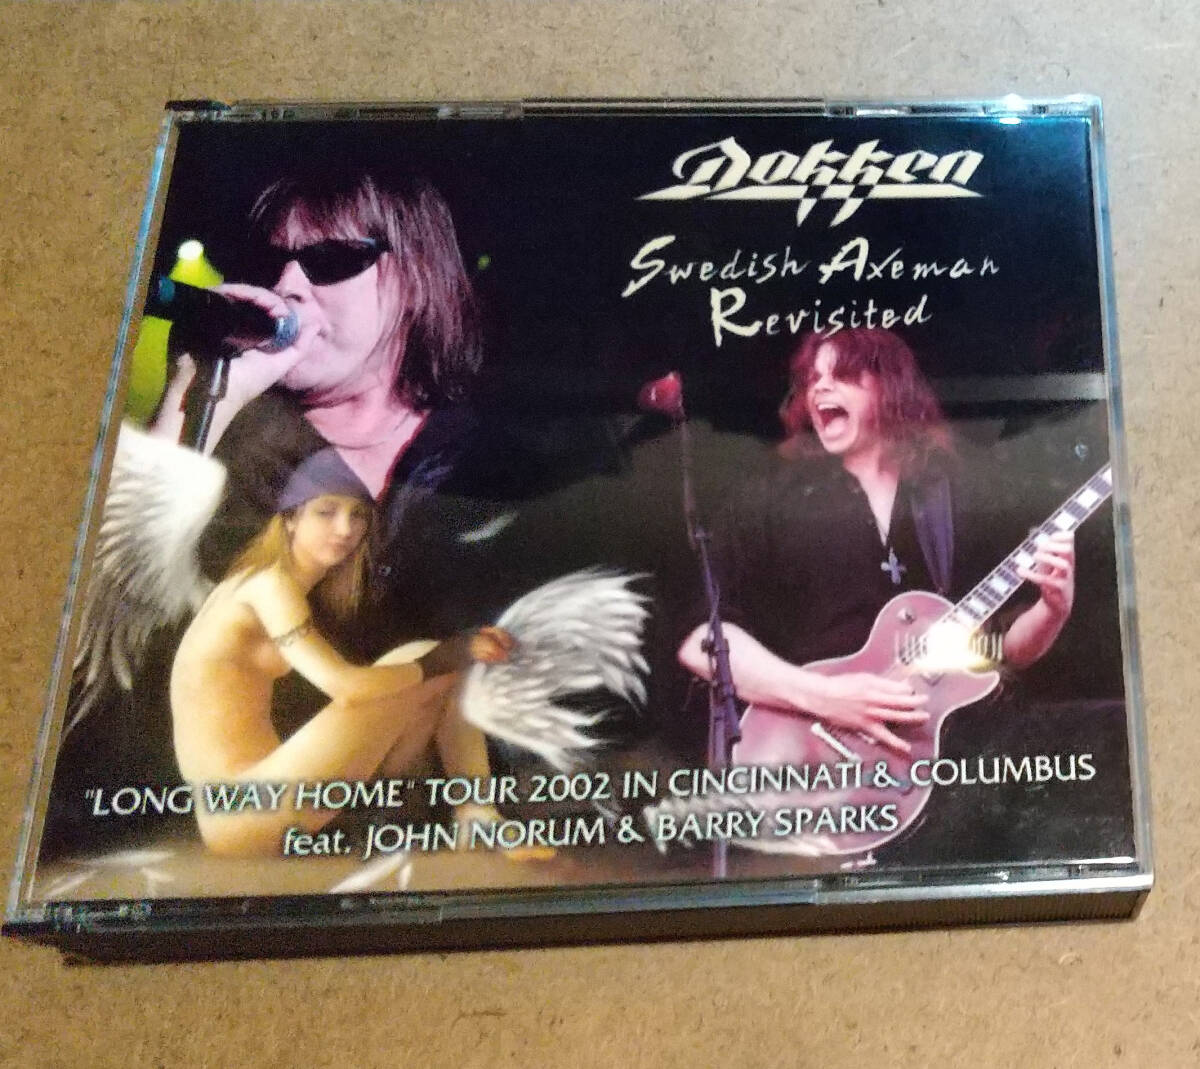 Dokken
Swedish Axeman
Revisited
"LONG WAY HOME" TOUR 2002 IN CINCINNATI & COLUMBUS
feat. JOHN NORUM & BARRY SPARKS